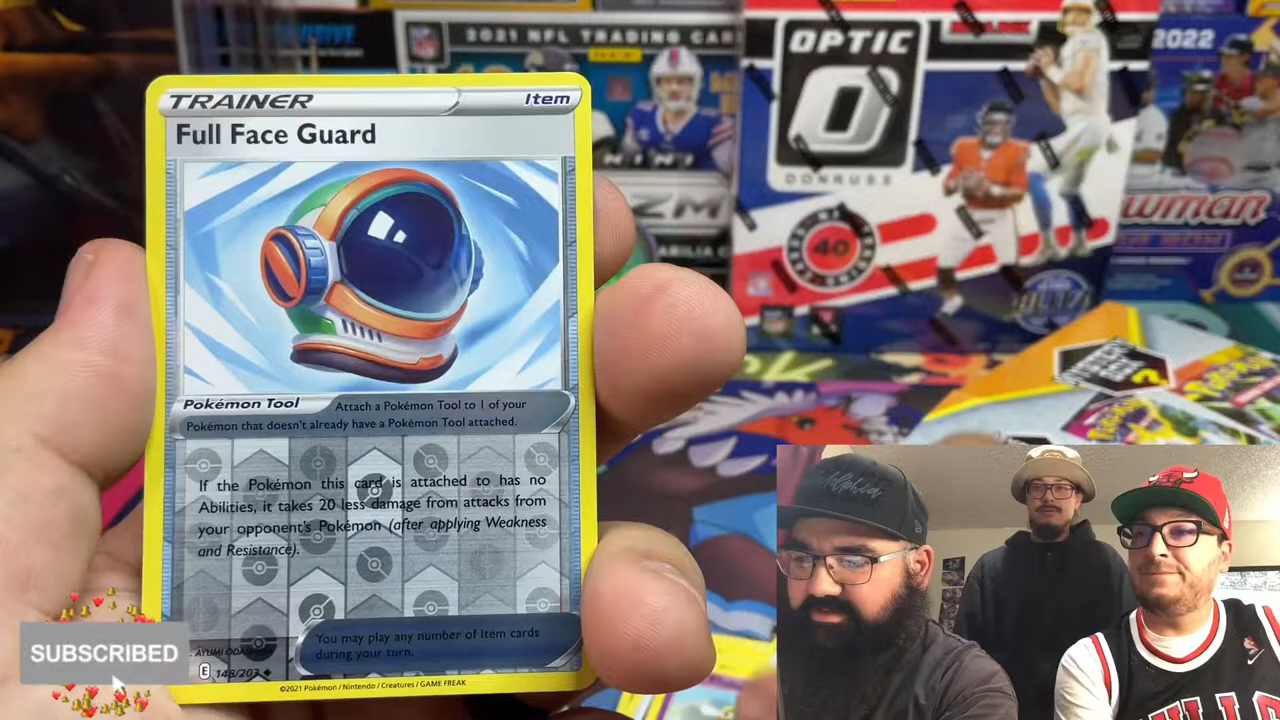 TRAINER
Item
Full Face Guard
Pokémon Tool
Attach a Pokémon Tool to 1 of your
Pokémon that doesn't already have a Pokémon Tool attached.
If the Pokémon this card is attached to has no
Abilities, it takes 20 less damage from attacks from
your opponent's Pokémon (after applying Weakness
and Resistance).
You may play any number of Item cards
during your turn.
E 148/203
©2021 Pokémon / Nintendo / Creatures / GAME FREAK
2021 NFL TRADING CAR
MINI
ZM
OPTIC
O
DONRUSS
40
2022
wman
SUBSCRIBED